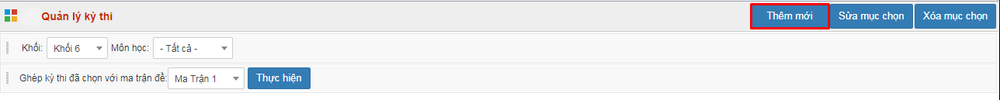 Quản lý kỳ thi Thêm mới Sửa mục chọn Xóa mục chọn
Khối: Khối 6 Môn học: - Tất cả -
Ghép kỳ thi đã chọn với ma trận đề: Ma Trận 1 Thực hiện